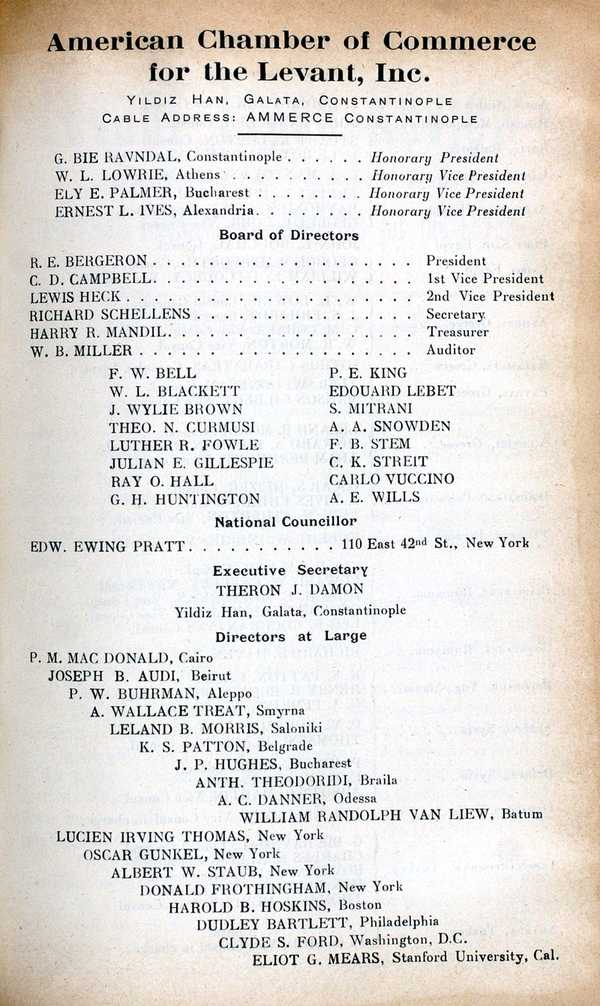 American Chamber of Commerce
for the Levant, Inc.
YILDIZ HAN, GALATA, CONSTANTINOPLE
CABLE ADDRESS: AMMERCE CONSTANTINOPLE
G. BIE RAVNDAL, Constantinople . . . . . . Honorary President
W. L. LOWRIE, Athens . . . . . . . . . . Honorary Vice President
ELY E. PALMER, Bucharest . . . . . . . . Honorary Vice President
ERNEST L. IVES, Alexandria. . . . . . . . Honorary Vice President
Board of Directors
R. E. BERGERON . . . . . . . . . . . . . . . . . . . . President
C. D. CAMPBELL. . . . . . . . . . . . . . . . . . . . 1st Vice President
LEWIS HECK . . . . . . . . . . . . . . . . . . . . . . 2nd Vice President
RICHARD SCHELLENS . . . . . . . . . . . . . . . . . Secretary
HARRY R. MANDIL. . . . . . . . . . . . . . . . . . . Treasurer
W. B. MILLER . . . . . . . . . . . . . . . . . . . . . Auditor
F. W. BELL P. E. KING
W. L. BLACKETT EDOUARD LEBET
J. WYLIE BROWN S. MITRANI
THEO. N. CURMUSI A. A. SNOWDEN
LUTHER R. FOWLE F. B. STEM
JULIAN E. GILLESPIE C. K. STREIT
RAY O. HALL CARLO VUCCINO
G. H. HUNTINGTON A. E. WILLS
National Councillor
EDW. EWING PRATT. . . . . . . . . . . 110 East 42nd St., New York
Executive Secretary
THERON J. DAMON
Yildiz Han, Galata, Constantinople
Directors at Large
P. M. MAC DONALD, Cairo
JOSEPH B. AUDI, Beirut
P. W. BUHRMAN, Aleppo
A. WALLACE TREAT, Smyrna
LELAND B. MORRIS, Saloniki
K. S. PATTON, Belgrade
J. P. HUGHES, Bucharest
ANTH. THEODORIDI, Braila
A. C. DANNER, Odessa
WILLIAM RANDOLPH VAN LIEW, Batum
LUCIEN IRVING THOMAS, New York
OSCAR GUNKEL, New York
ALBERT W. STAUB, New York
DONALD FROTHINGHAM, New York
HAROLD B. HOSKINS, Boston
DUDLEY BARTLETT, Philadelphia
CLYDE S. FORD, Washington, D.C.
ELIOT G. MEARS, Stanford University, Cal.